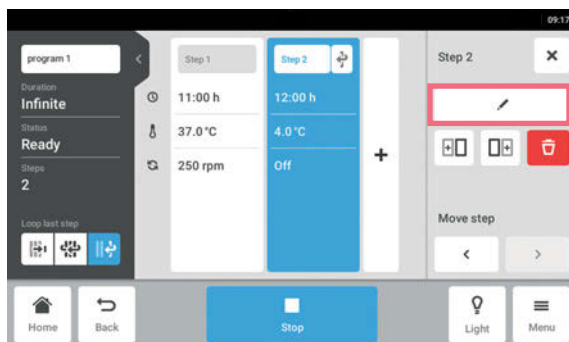 09:17
program 1
Duration
Infinite
Status
Ready
Steps
2
Loop last step
Step 1
11:00 h
37.0°C
250 rpm
Step 2
12:00 h
4.0°C
Off
+
Step 2
Move step
Home
Back
Stop
Light
Menu